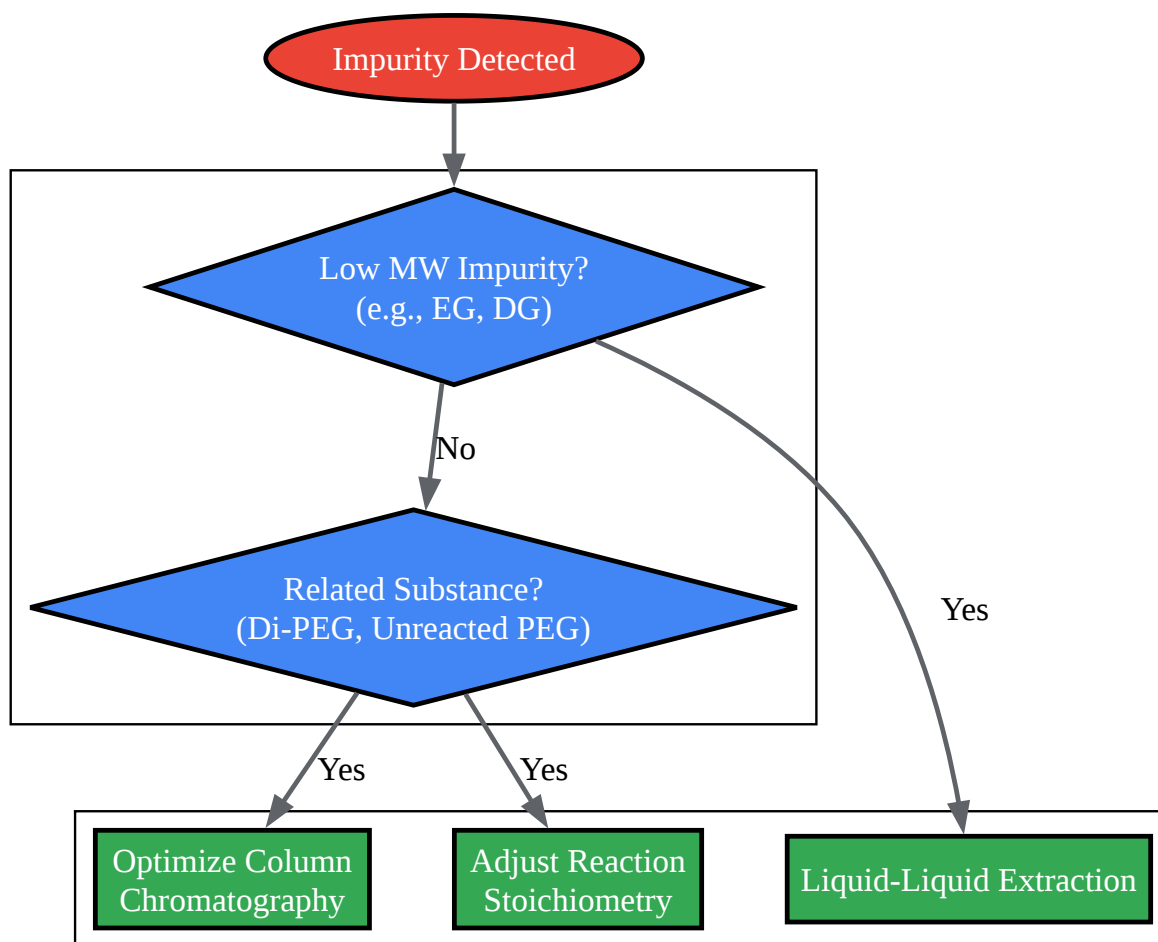 Impurity Detected
Low MW Impurity?
(e.g., EG, DG)
No
Related Substance?
(Di-PEG, Unreacted PEG)
Yes
Yes
Yes
Optimize Column
Chromatography
Adjust Reaction
Stoichiometry
Liquid-Liquid Extraction